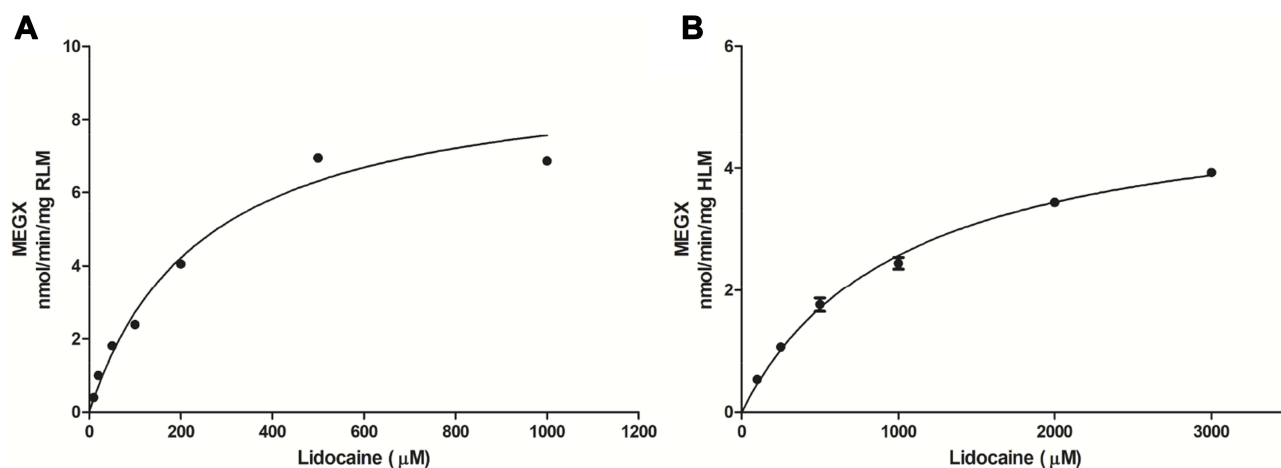 A
MEGX
nmol/min/mg RLM
10
8
6
4
2
0
0 200 400 600 800 1000 1200
Lidocaine ( μM)
B
MEGX
nmol/min/mg HLM
6
4
2
0
0 1000 2000 3000
Lidocaine ( μM)